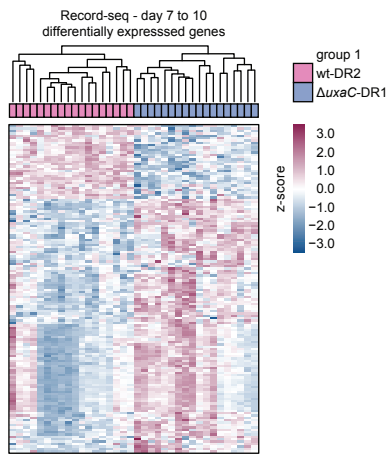 Record-seq - day 7 to 10
differentially expresssed genes
group 1
wt-DR2
ΔuxaC-DR1
z-score
3.0
2.0
1.0
0.0
−1.0
−2.0
−3.0